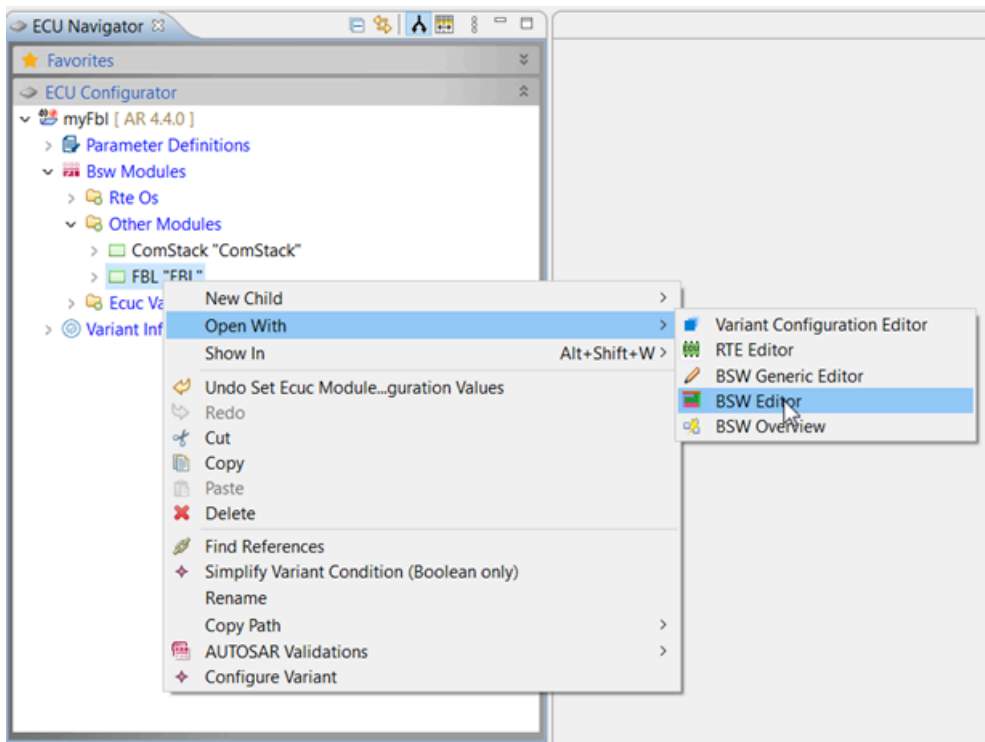 ECU Navigator
Favorites
ECU Configurator
myFbl [ AR 4.4.0 ]
Parameter Definitions
Bsw Modules
Rte Os
Other Modules
ComStack "ComStack"
FBL "FBL"
Ecuc Va
Variant Inf
New Child
Open With
Show In Alt+Shift+W >
Undo Set Ecuc Module...guration Values
Redo
Cut
Copy
Paste
Delete
Find References
Simplify Variant Condition (Boolean only)
Rename
Copy Path
AUTOSAR Validations
Configure Variant
Variant Configuration Editor
RTE Editor
BSW Generic Editor
BSW Editor
BSW Overview